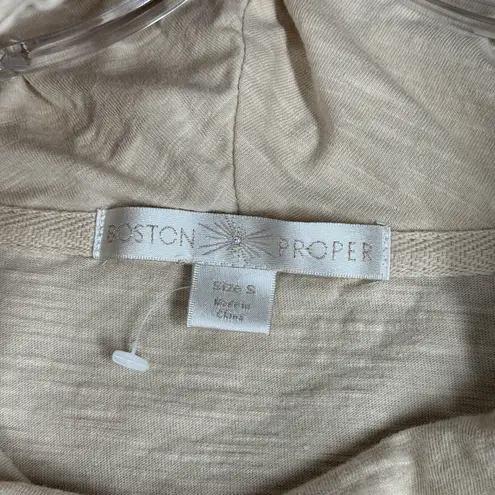 BOSTON PROPER
Size S
Made in
China